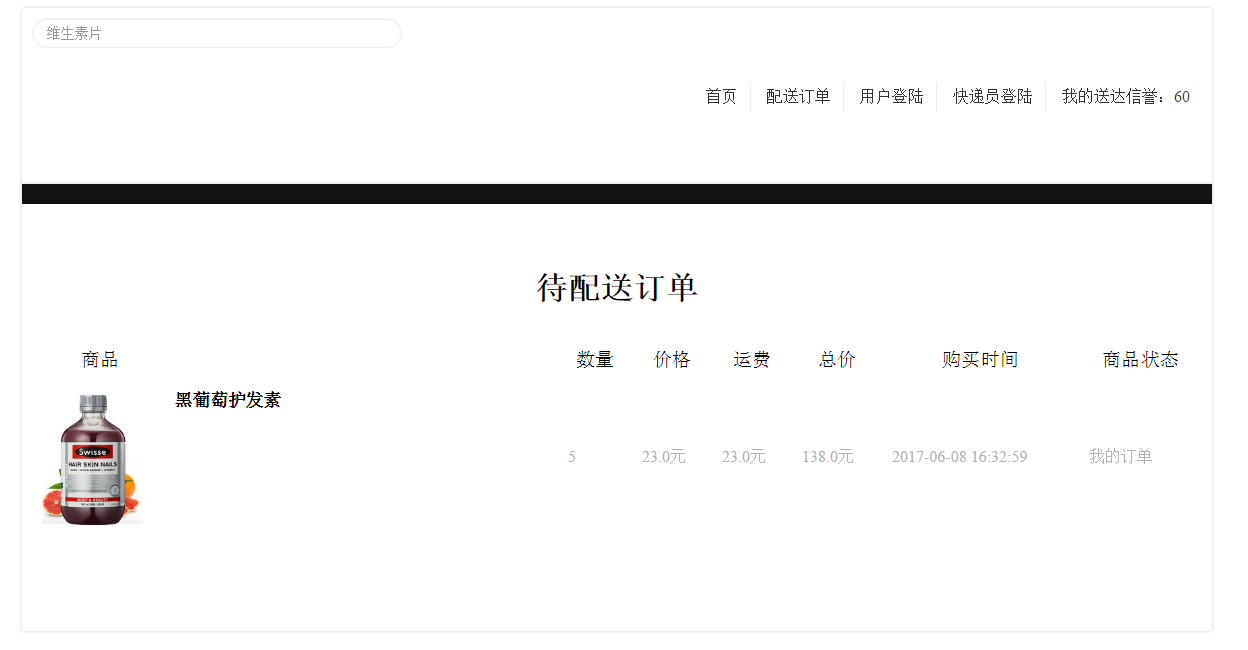 维生素片
首页 配送订单 用户登陆 快递员登陆 我的送达信誉：60
待配送订单
商品 数量 价格 运费 总价 购买时间 商品状态
黑葡萄护发素
Swisse
HAIR SKIN NAILS
5 23.0元 23.0元 138.0元 2017-06-08 16:32:59 我的订单